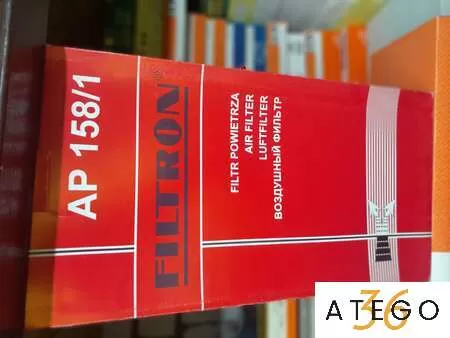 AP 158/1
FILTRON®
FILTR POWIETRZA
AIR FILTER
LUFTFILTER
ВОЗДУШНЫЙ ФИЛЬТР
36
ATEGO